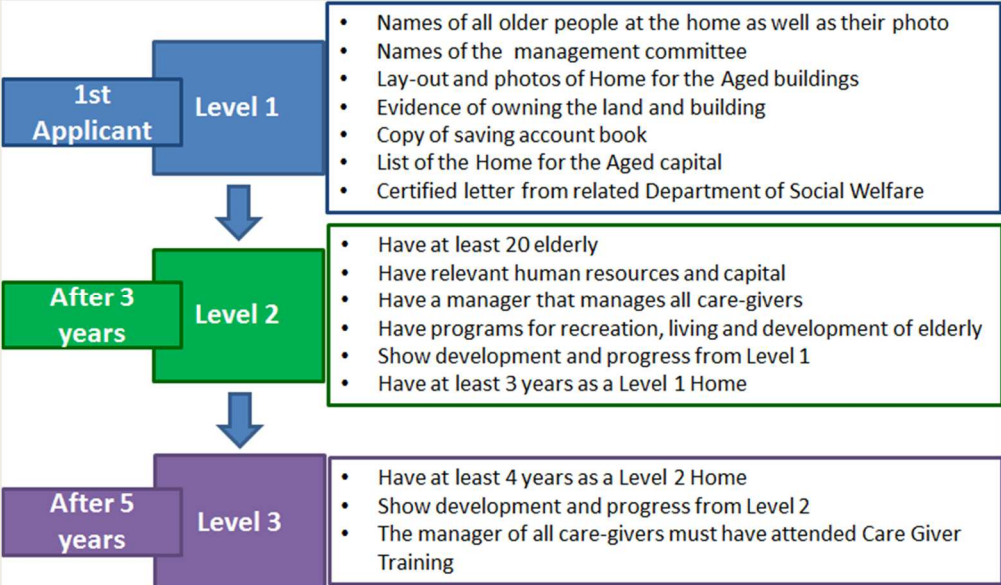 1st
Applicant
Level 1
• Names of all older people at the home as well as their photo
• Names of the management committee
• Lay-out and photos of Home for the Aged buildings
• Evidence of owning the land and building
• Copy of saving account book
• List of the Home for the Aged capital
• Certified letter from related Department of Social Welfare
After 3
years
Level 2
• Have at least 20 elderly
• Have relevant human resources and capital
• Have a manager that manages all care-givers
• Have programs for recreation, living and development of elderly
• Show development and progress from Level 1
• Have at least 3 years as a Level 1 Home
After 5
years
Level 3
• Have at least 4 years as a Level 2 Home
• Show development and progress from Level 2
• The manager of all care-givers must have attended Care Giver
Training